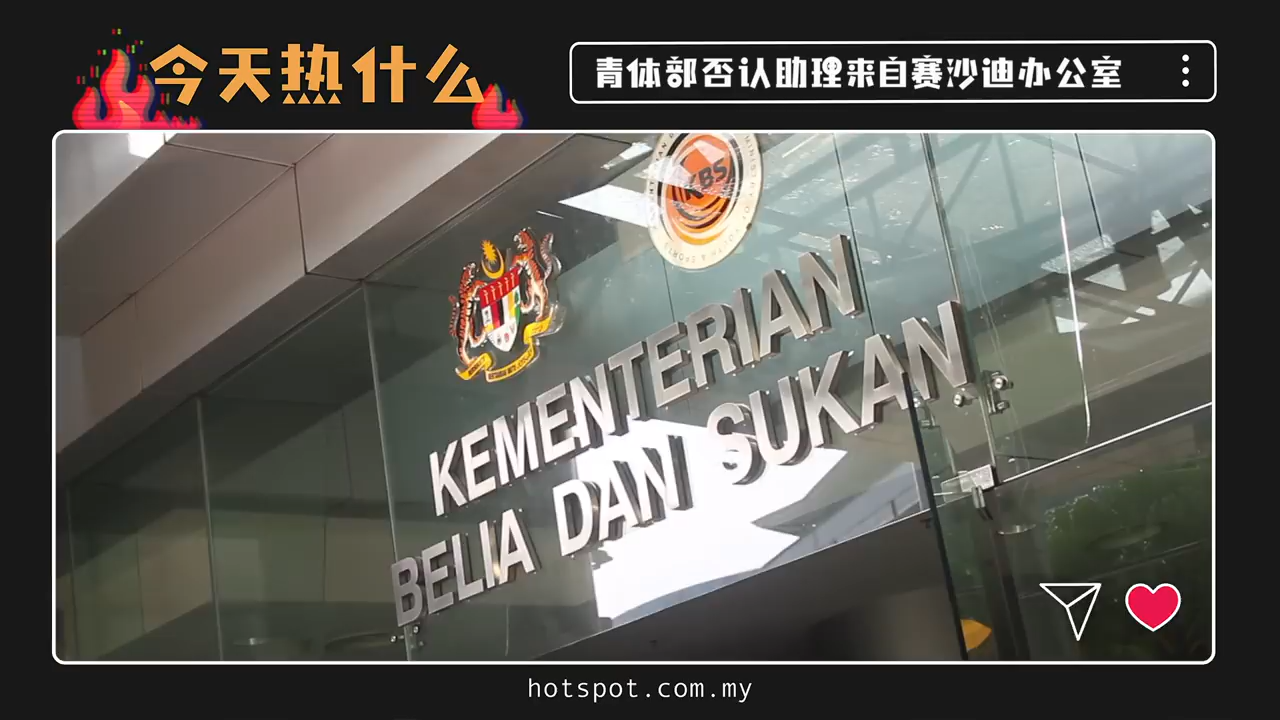 今天热什么
青体部否认助理来自赛沙迪办公室
KBS
KEMENTERIAN
BELIA DAN SUKAN
hotspot.com.my